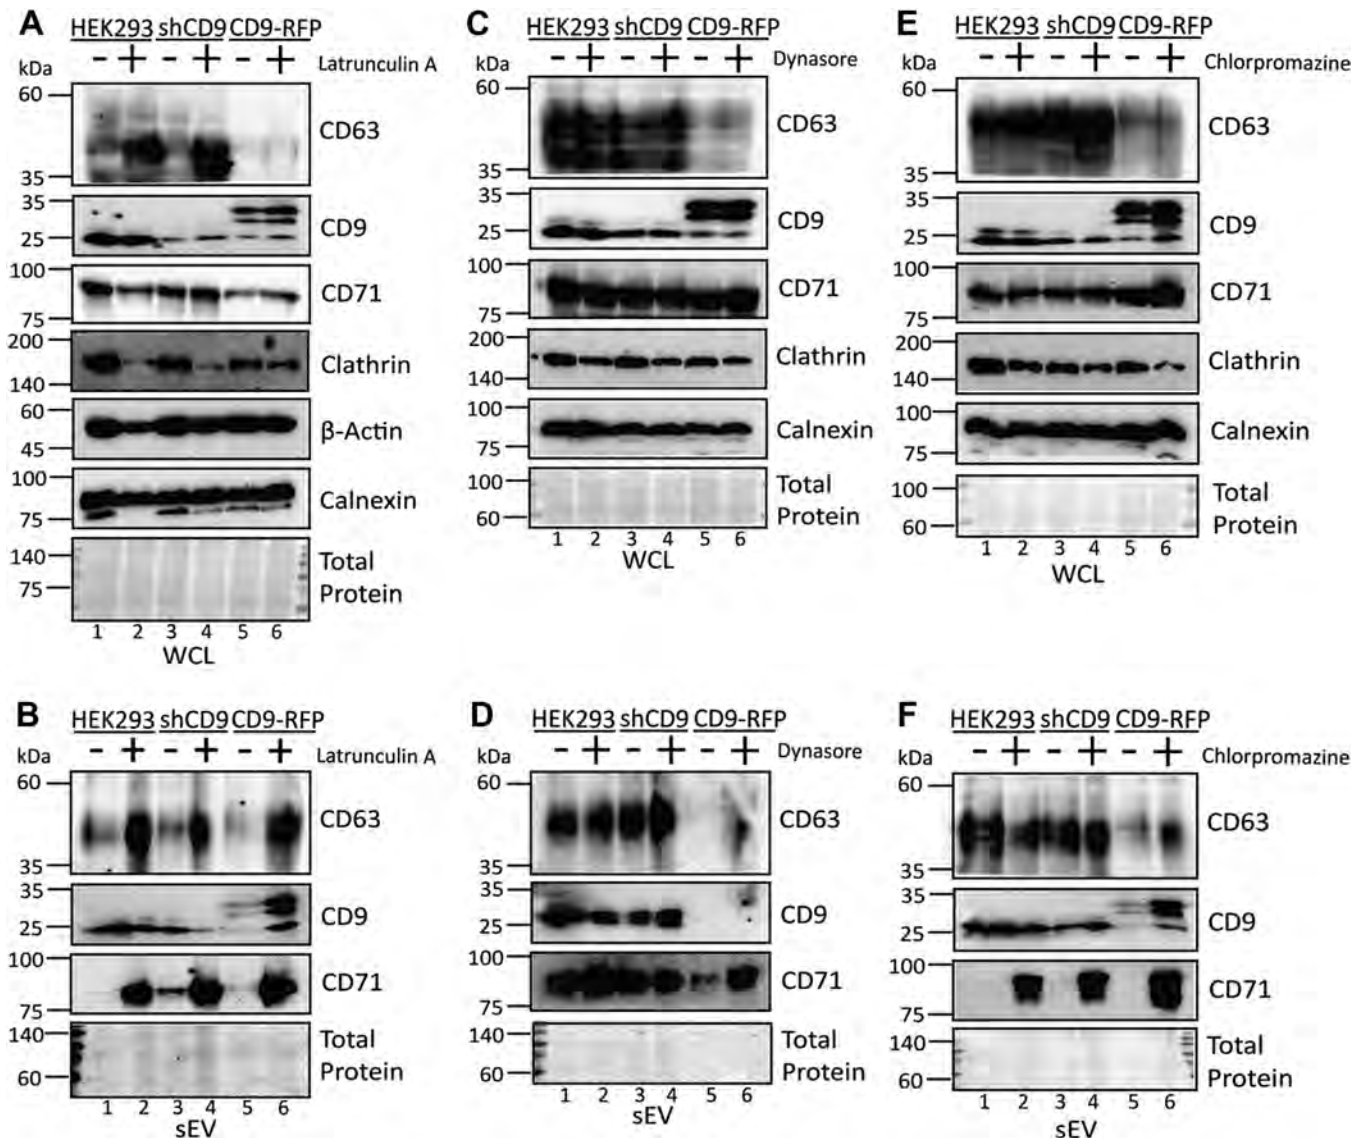 A HEK293 shCD9 CD9-RFP
kDa - + - + - + Latrunculin A
60
CD63
35
35
CD9
25
100
CD71
75
200
Clathrin
140
60
β-Actin
45
100
Calnexin
75
140
Total
75
Protein
1 2 3 4 5 6
WCL
C HEK293 shCD9 CD9-RFP
kDa - + - + - + Dynasore
60
CD63
35
35
CD9
25
100
CD71
75
200
Clathrin
140
100
Calnexin
75
100
Total
60
Protein
1 2 3 4 5 6
WCL
E HEK293 shCD9 CD9-RFP
kDa - + - + - + Chlorpromazine
60
CD63
35
35
CD9
25
100
CD71
75
200
Clathrin
140
100
Calnexin
75
100
Total
60
Protein
1 2 3 4 5 6
WCL
B HEK293 shCD9 CD9-RFP
kDa - + - + - + Latrunculin A
60
CD63
35
35
CD9
25
100
CD71
75
140
Total
60
Protein
1 2 3 4 5 6
sEV
D HEK293 shCD9 CD9-RFP
kDa - + - + - + Dynasore
60
CD63
35
35
CD9
25
100
CD71
75
140
Total
60
Protein
1 2 3 4 5 6
sEV
F HEK293 shCD9 CD9-RFP
kDa - + - + - + Chlorpromazine
60
CD63
35
35
CD9
25
100
CD71
75
140
Total
60
Protein
1 2 3 4 5 6
sEV